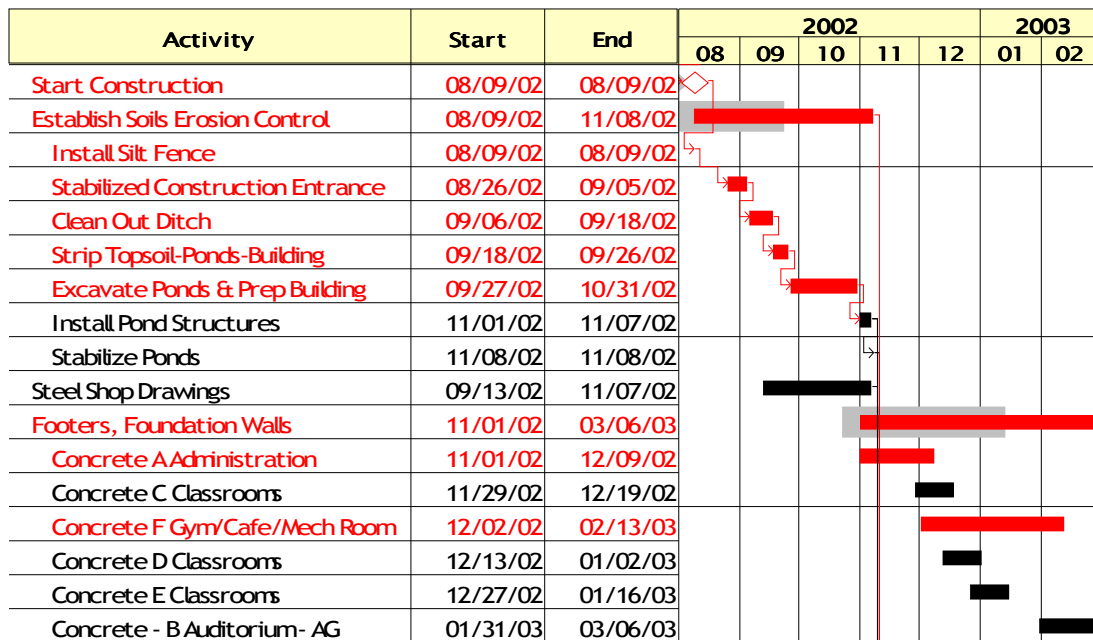 Activity Start End 2002 2003
08 09 10 11 12 01 02
Start Construction 08/09/02 08/09/02
Establish Soils Erosion Control 08/09/02 11/08/02
Install Silt Fence 08/09/02 08/09/02
Stabilized Construction Entrance 08/26/02 09/05/02
Clean Out Ditch 09/06/02 09/18/02
Strip Topsoil-Ponds-Building 09/18/02 09/26/02
Excavate Ponds & Prep Building 09/27/02 10/31/02
Install Pond Structures 11/01/02 11/07/02
Stabilize Ponds 11/08/02 11/08/02
Steel Shop Drawings 09/13/02 11/07/02
Footers, Foundation Walls 11/01/02 03/06/03
Concrete A Administration 11/01/02 12/09/02
Concrete C Classrooms 11/29/02 12/19/02
Concrete F Gym/Cafe/Mech Room 12/02/02 02/13/03
Concrete D Classrooms 12/13/02 01/02/03
Concrete E Classrooms 12/27/02 01/16/03
Concrete - B Auditorium - AG 01/31/03 03/06/03